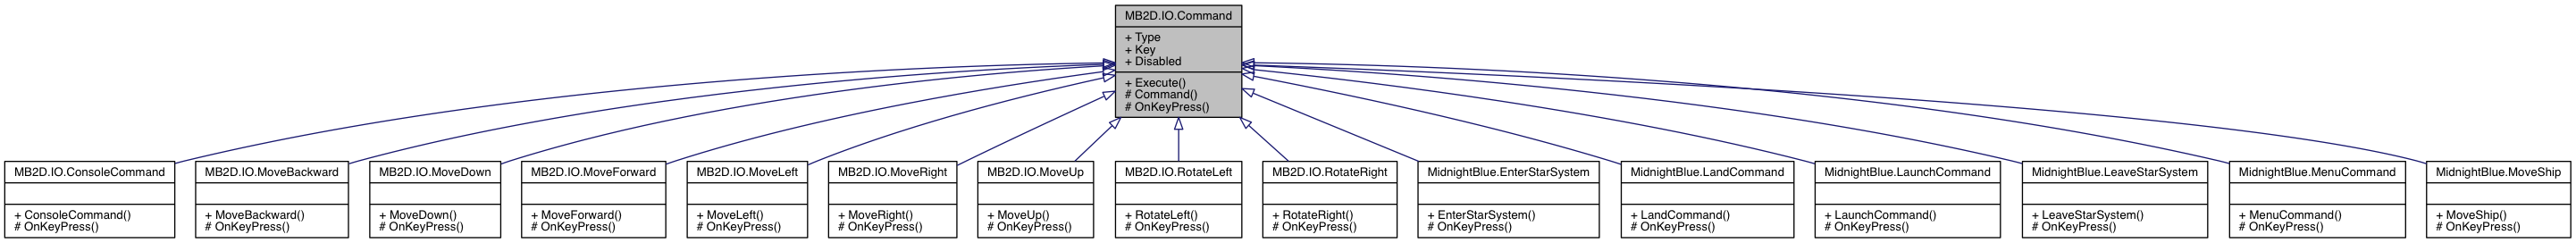 MB2D.IO.Command
+ Type
+ Key
+ Disabled
+ Execute()
# Command()
# OnKeyPress()
MB2D.IO.ConsoleCommand
+ ConsoleCommand()
# OnKeyPress()
MB2D.IO.MoveBackward
+ MoveBackward()
# OnKeyPress()
MB2D.IO.MoveDown
+ MoveDown()
# OnKeyPress()
MB2D.IO.MoveForward
+ MoveForward()
# OnKeyPress()
MB2D.IO.MoveLeft
+ MoveLeft()
# OnKeyPress()
MB2D.IO.MoveRight
+ MoveRight()
# OnKeyPress()
MB2D.IO.MoveUp
+ MoveUp()
# OnKeyPress()
MB2D.IO.RotateLeft
+ RotateLeft()
# OnKeyPress()
MB2D.IO.RotateRight
+ RotateRight()
# OnKeyPress()
MidnightBlue.EnterStarSystem
+ EnterStarSystem()
# OnKeyPress()
MidnightBlue.LandCommand
+ LandCommand()
# OnKeyPress()
MidnightBlue.LaunchCommand
+ LaunchCommand()
# OnKeyPress()
MidnightBlue.LeaveStarSystem
+ LeaveStarSystem()
# OnKeyPress()
MidnightBlue.MenuCommand
+ MenuCommand()
# OnKeyPress()
MidnightBlue.MoveShip
+ MoveShip()
# OnKeyPress()